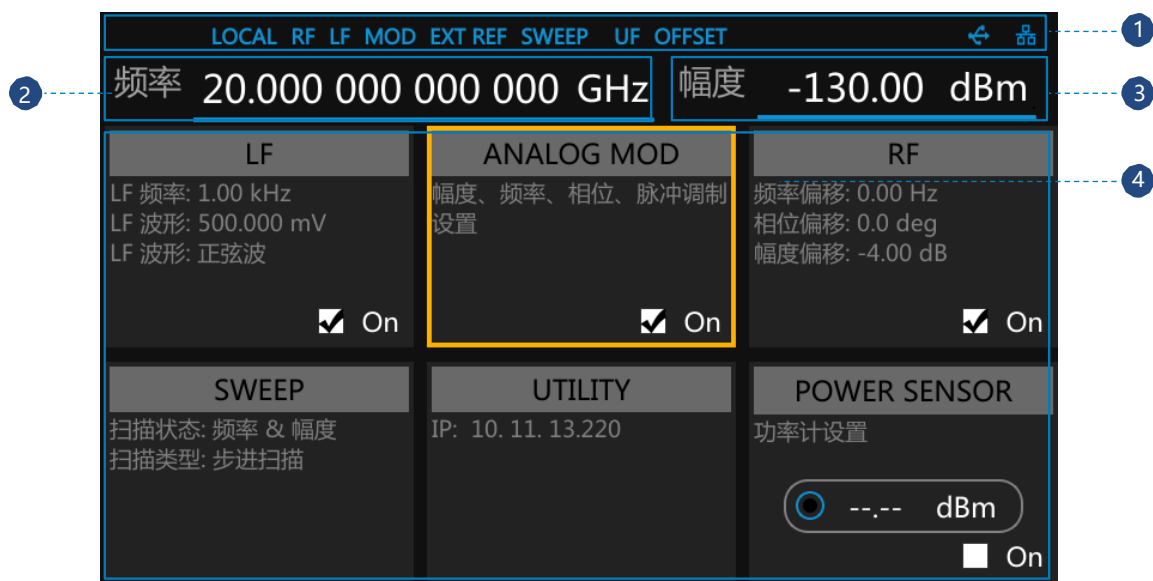 LOCAL RF LF MOD EXT REF SWEEP UF OFFSET
1
2
频率 20.000 000 000 000 GHz
幅度 -130.00 dBm
3
LF
LF 频率: 1.00 kHz
LF 波形: 500.000 mV
LF 波形: 正弦波
On
ANALOG MOD
幅度、频率、相位、脉冲调制
设置
On
RF
频率偏移: 0.00 Hz
相位偏移: 0.0 deg
幅度偏移: -4.00 dB
On
4
SWEEP
扫描状态: 频率 & 幅度
扫描类型: 步进扫描
UTILITY
IP: 10. 11. 13.220
POWER SENSOR
功率计设置
--.-- dBm
On